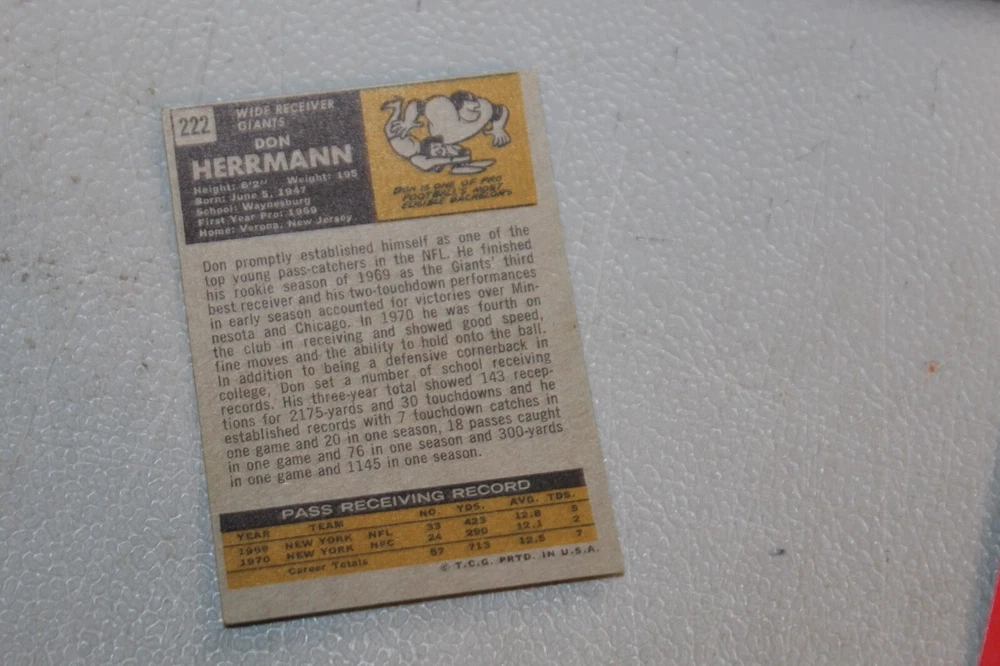 222
WIDE RECEIVER
GIANTS
DON
HERRMANN
Height: 6'2" Weight: 195
Born: June 5, 1947
School: Waynesburg
First Year Pro: 1969
Home: Verona, New Jersey
DON IS ONE OF PRO
FOOTBALL'S MOST
ELIGIBLE BACHELORS.
Don promptly established himself as one of the
top young pass-catchers in the NFL. He finished
his rookie season of 1969 as the Giants' third
best receiver and his two-touchdown performances
in early season accounted for victories over Min-
nesota and Chicago. In 1970 he was fourth on
the club in receiving and showed good speed,
fine moves and the ability to hold onto the ball.
In addition to being a defensive cornerback in
college, Don set a number of school receiving
records. His three-year total showed 143 recep-
tions for 2175-yards and 30 touchdowns and he
established records with 7 touchdown catches in
one game and 20 in one season, 18 passes caught
in one game and 76 in one season and 300-yards
in one game and 1145 in one season.
PASS RECEIVING RECORD
YEAR TEAM NO. YDS. AVG. TDS.
1969 NEW YORK NFL 33 423 12.8 5
1970 NEW YORK NFC 24 290 12.1 2
Career Totals 57 713 12.5 7
© T.C.G. PRTD. IN U.S.A.